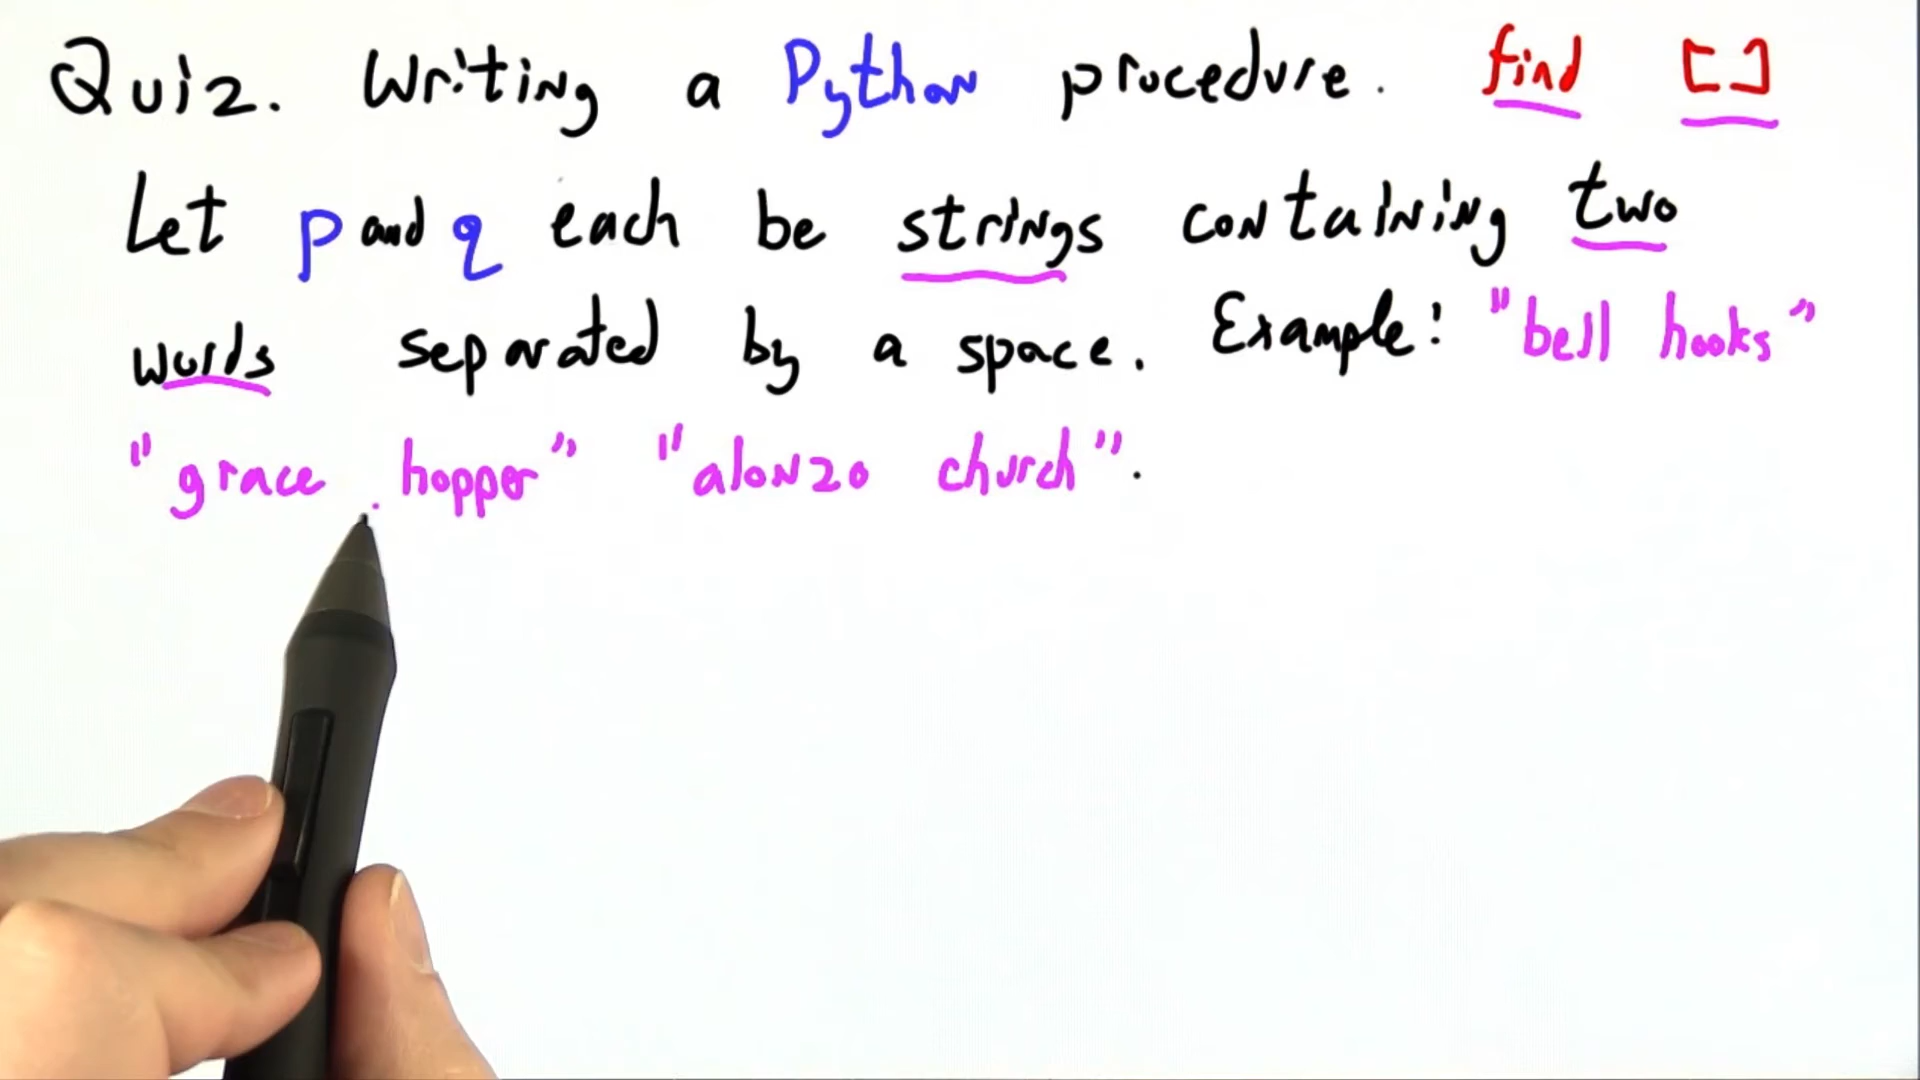 Quiz. Writing a Python procedure. find []
Let p and q each be strings containing two
words separated by a space. Example: "bell hooks"
"grace hopper" "alonzo church".